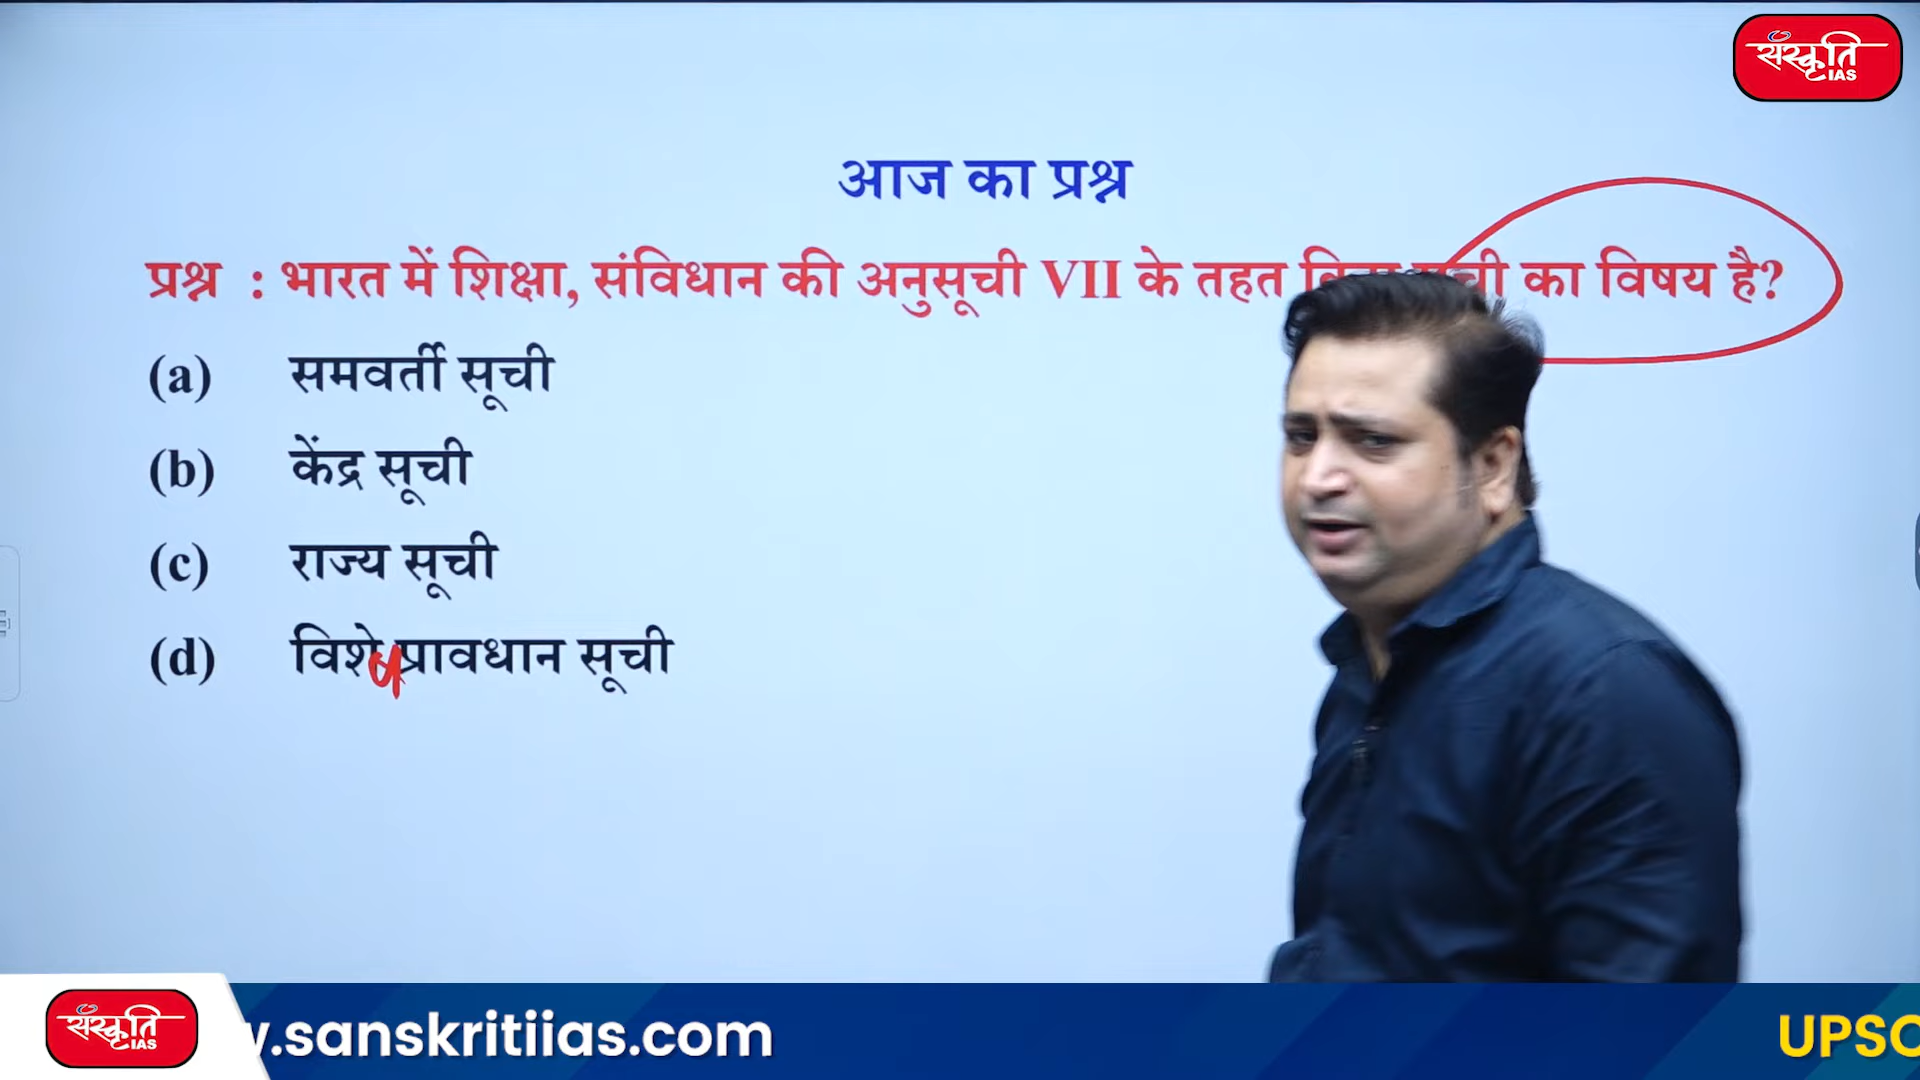 संस्कृति
IAS
आज का प्रश्न
प्रश्न : भारत में शिक्षा, संविधान की अनुसूची VII के तहत का विषय है?
(a) समवर्ती सूची
(b) केंद्र सूची
(c) राज्य सूची
(d) विशेष प्रावधान सूची
संस्कृति
IAS
.sanskritiias.com
UPSC